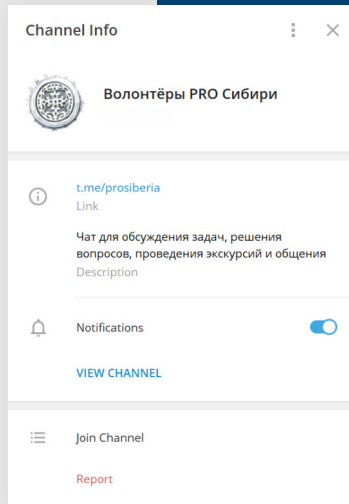 Channel Info
Волонтёры PRO Сибири
t.me/prosiberia
Link
Чат для обсуждения задач, решения
вопросов, проведения экскурсий и общения
Description
Notifications
VIEW CHANNEL
Join Channel
Report